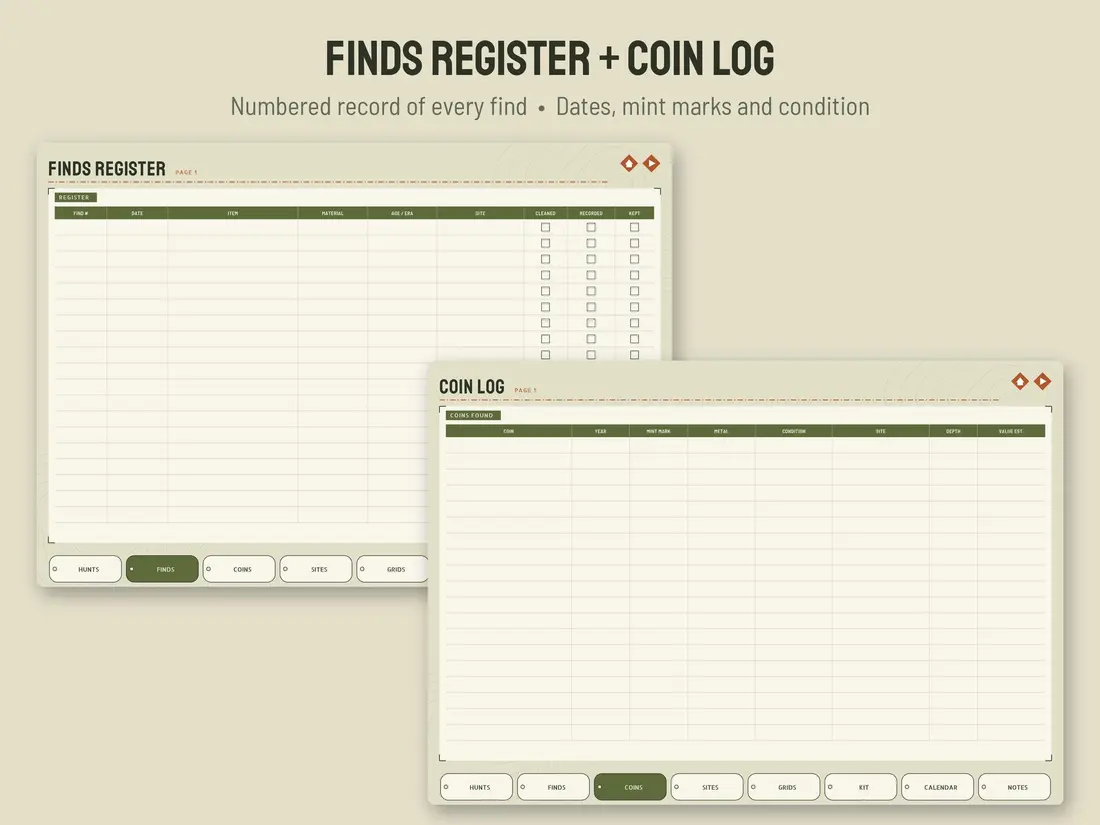 FINDS REGISTER + COIN LOG
Numbered record of every find • Dates, mint marks and condition
FINDS REGISTER PAGE 1
REGISTER
FIND # DATE ITEM MATERIAL AGE / ERA SITE CLEANED RECORDED KEPT
HUNTS FINDS COINS SITES GRIDS
COIN LOG PAGE 1
COINS FOUND
COIN YEAR MINT MARK METAL CONDITION SITE DEPTH VALUE EST
HUNTS FINDS COINS SITES GRIDS KIT CALENDAR NOTES